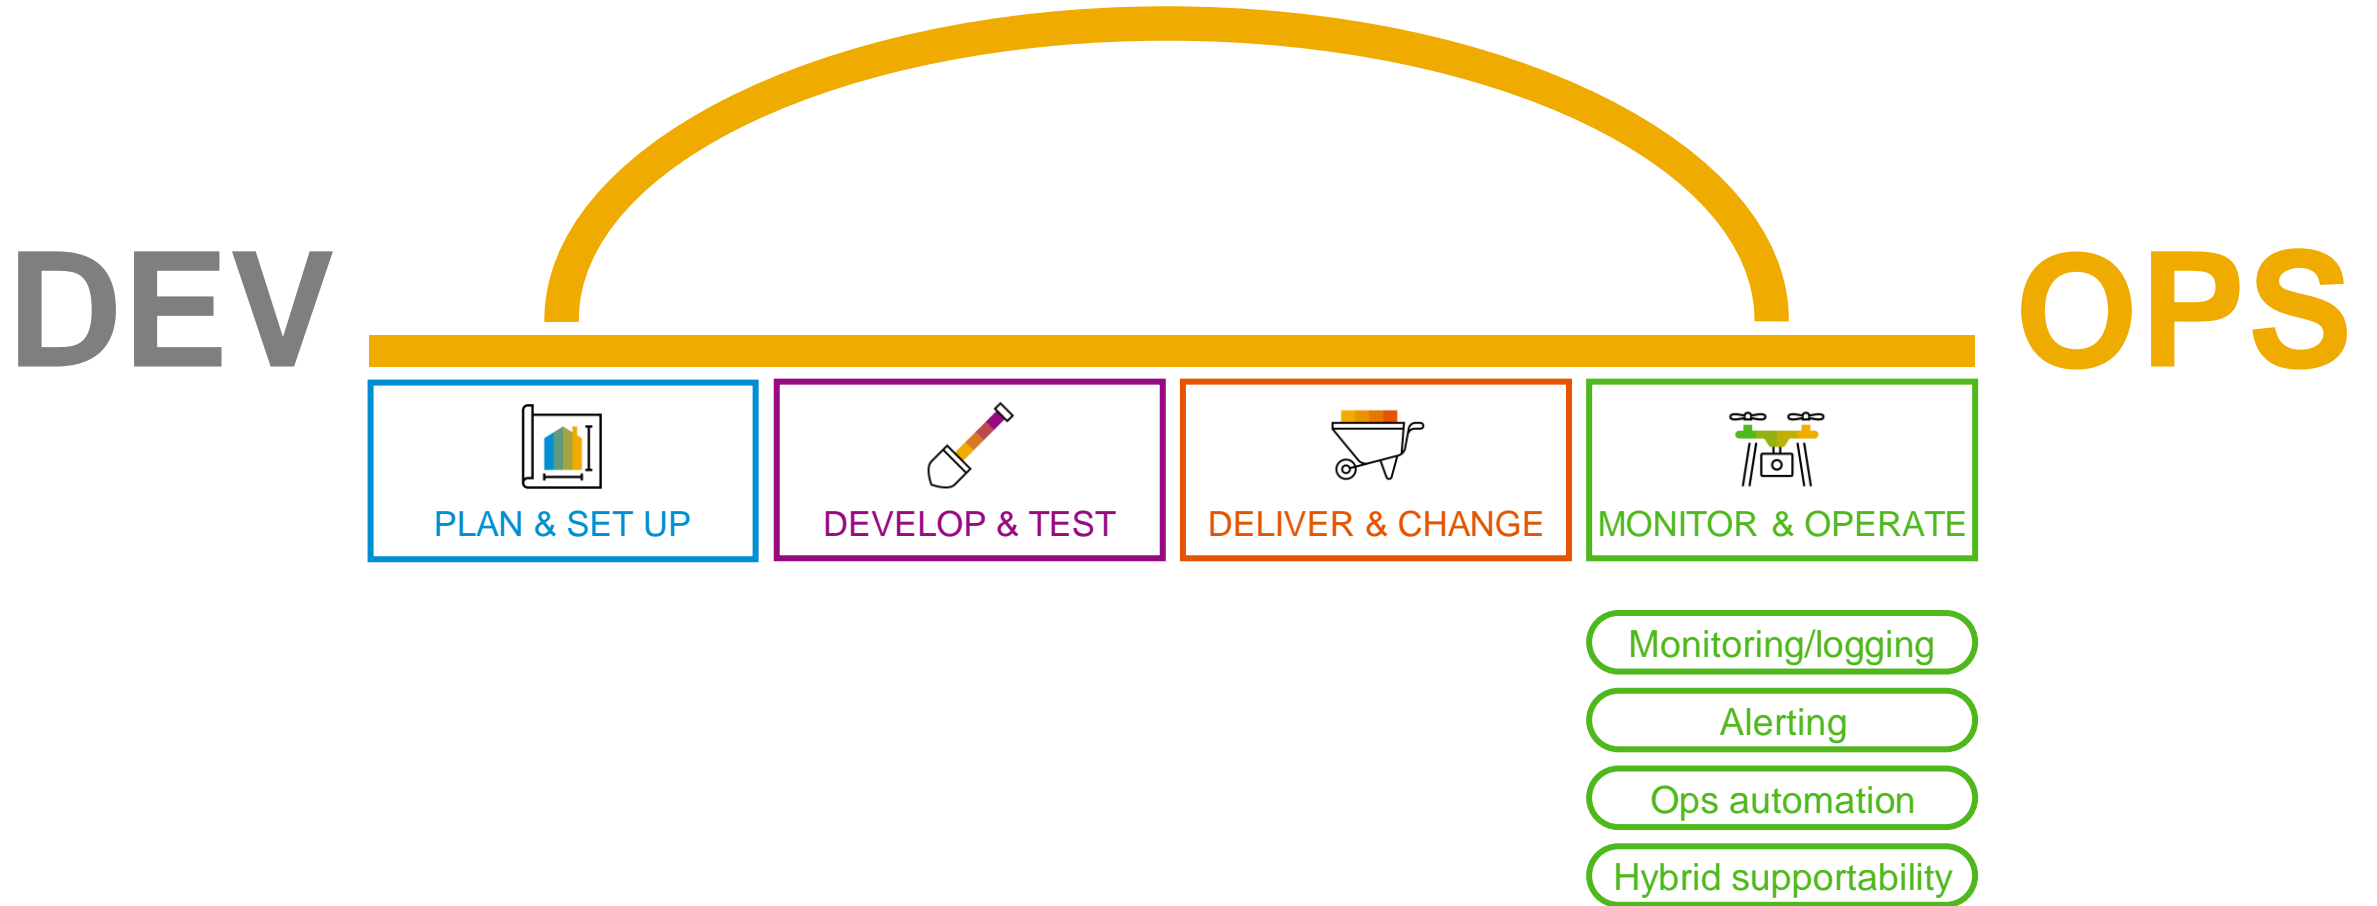 DEV
OPS
PLAN & SET UP
DEVELOP & TEST
DELIVER & CHANGE
MONITOR & OPERATE
Monitoring/logging
Alerting
Ops automation
Hybrid supportability